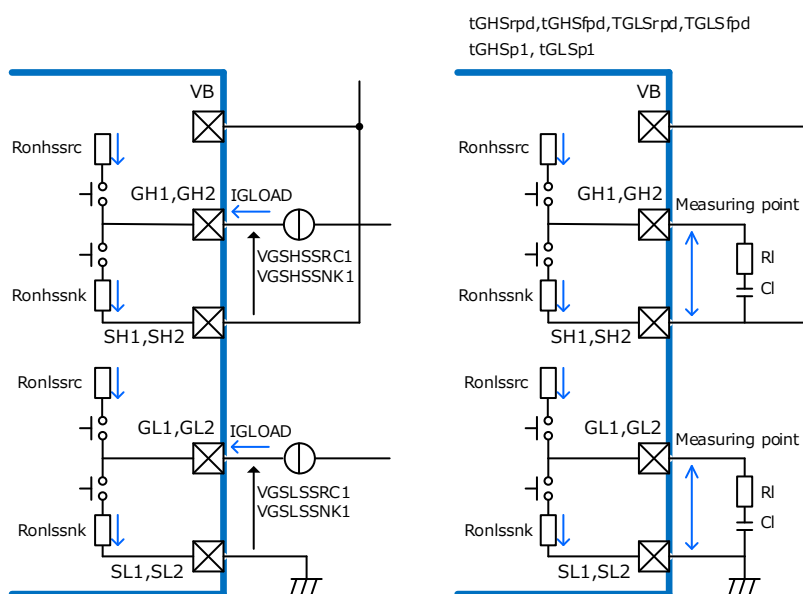 tGHSrpd,tGHSfpd,TGLSrpd,TGLSfpd
tGHSp1, tGLSp1
VB
Ronhssrc
GH1,GH2
IGLOAD
VGSHSSRC1
VGSHSSNK1
Ronhssnk
SH1,SH2
Ronlssrc
GL1,GL2
IGLOAD
VGSLSSRC1
VGSLSSNK1
Ronlssnk
SL1,SL2
VB
Ronhssrc
GH1,GH2
Measuring point
Rl
Cl
Ronhssnk
SH1,SH2
Ronlssrc
GL1,GL2
Measuring point
Rl
Cl
Ronlssnk
SL1,SL2